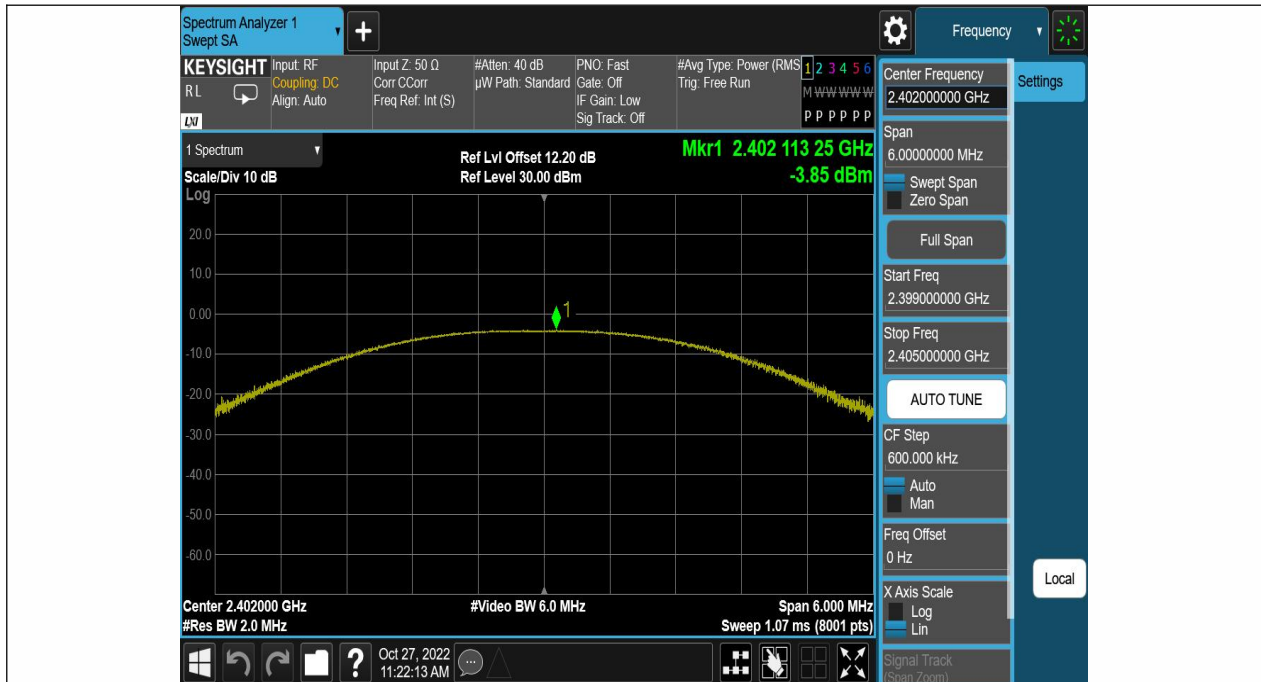 Spectrum Analyzer 1
Swept SA
+
Frequency
KEYSIGHT
R L
LXI
Input: RF
Coupling: DC
Align: Auto
Input Z: 50 Ω
Corr CCorr
Freq Ref: Int (S)
#Atten: 40 dB
µW Path: Standard
PNO: Fast
Gate: Off
IF Gain: Low
Sig Track: Off
#Avg Type: Power (RMS
Trig: Free Run
1 2 3 4 5 6
M W W W W W
P P P P P P
1 Spectrum
Scale/Div 10 dB
Log
Ref Lvl Offset 12.20 dB
Ref Level 30.00 dBm
Mkr1 2.402 113 25 GHz
-3.85 dBm
20.0
10.0
0.00
-10.0
-20.0
-30.0
-40.0
-50.0
-60.0
1
Center 2.402000 GHz
#Res BW 2.0 MHz
#Video BW 6.0 MHz
Span 6.000 MHz
Sweep 1.07 ms (8001 pts)
?
Oct 27, 2022
11:22:13 AM
Center Frequency
2.402000000 GHz
Span
6.00000000 MHz
Swept Span
Zero Span
Full Span
Start Freq
2.399000000 GHz
Stop Freq
2.405000000 GHz
AUTO TUNE
CF Step
600.000 kHz
Auto
Man
Freq Offset
0 Hz
X Axis Scale
Log
Lin
Signal Track
(Span Zoom)
Settings
Local